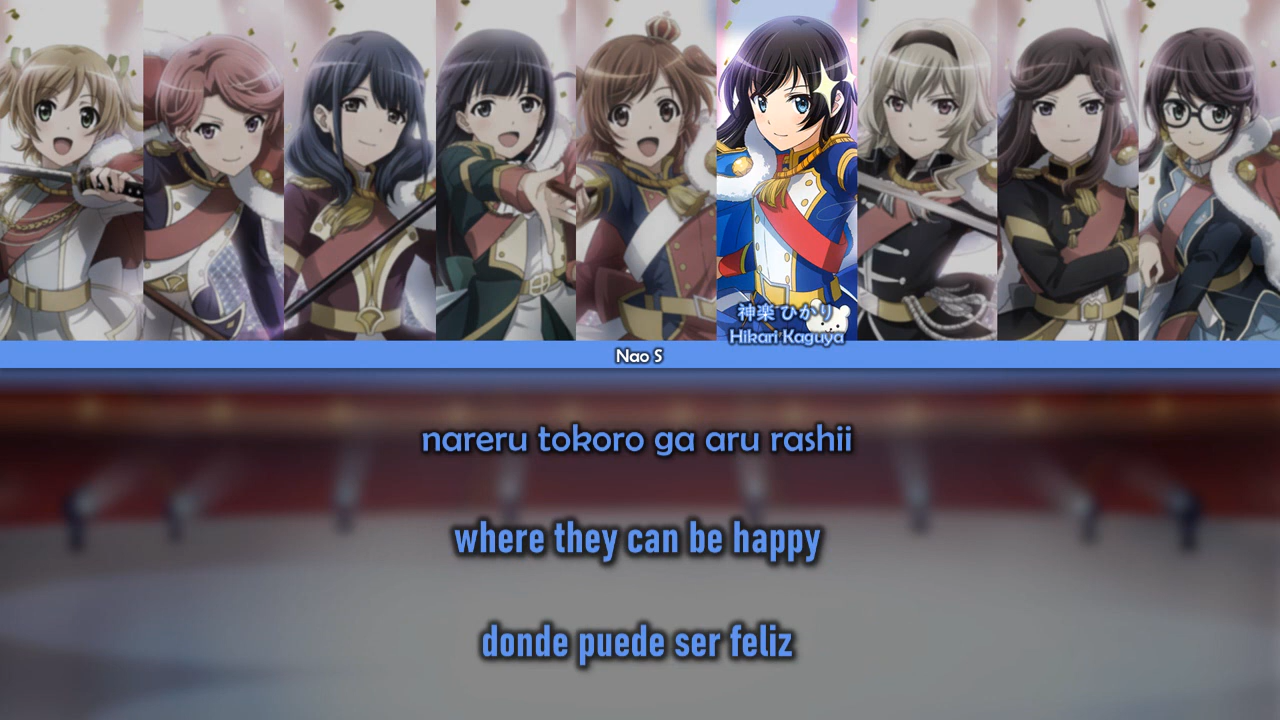 神楽 ひかり
Hikari Kaguya
Nao S
nareru tokoro ga aru rashii
where they can be happy
donde puede ser feliz